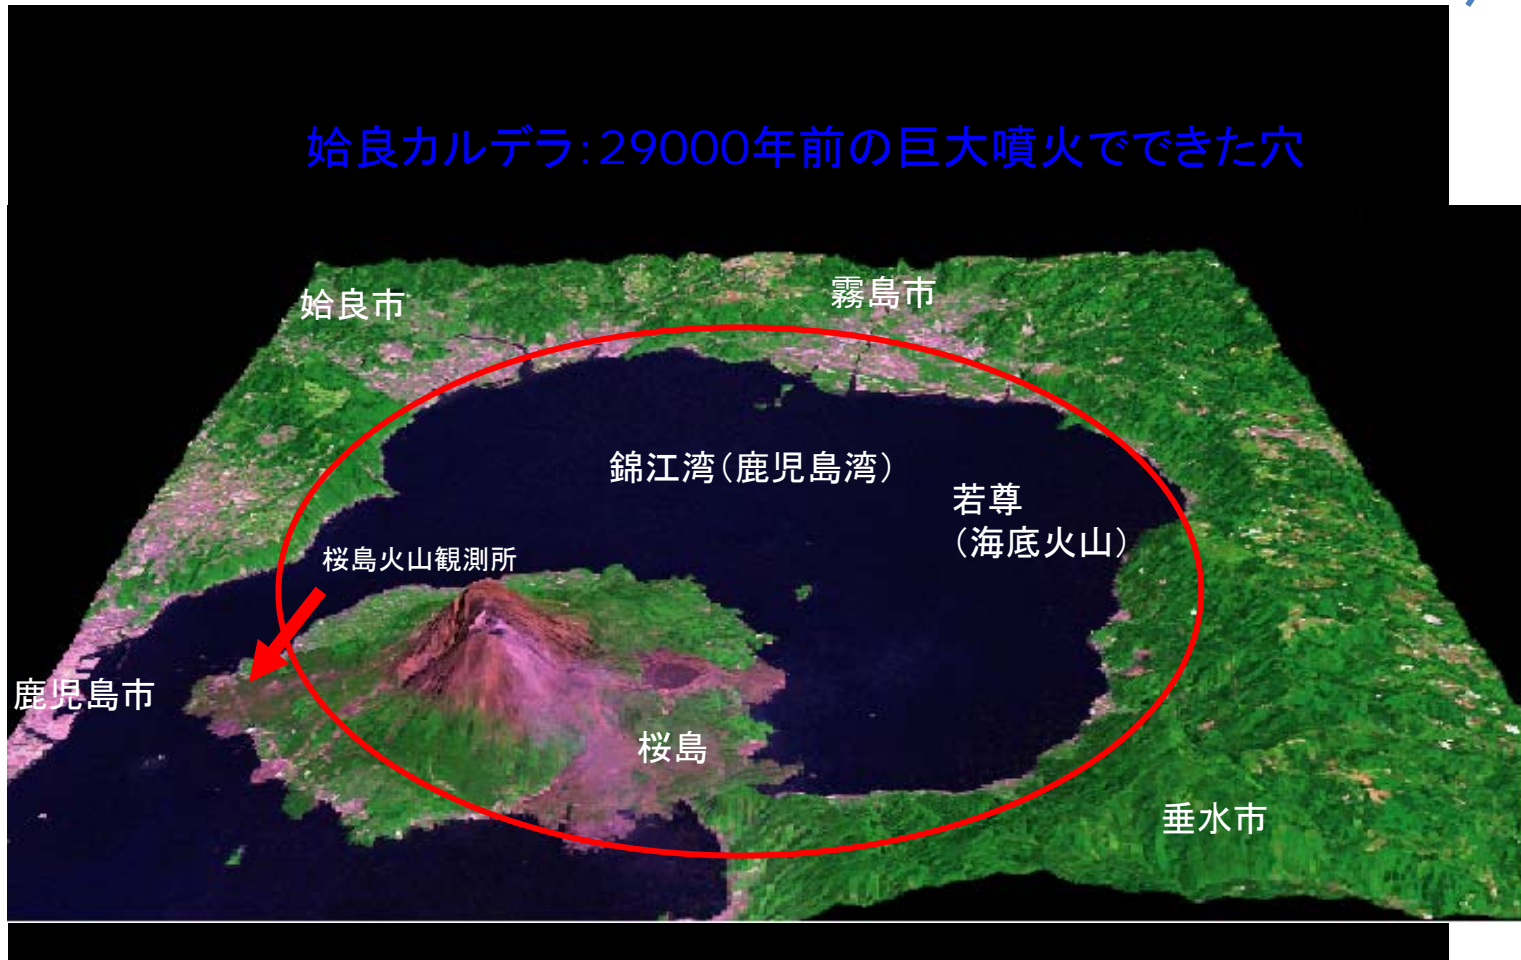 姶良カルデラ：29000年前の巨大噴火でできた穴
姶良市
霧島市
錦江湾（鹿児島湾）
若尊
（海底火山）
桜島火山観測所
鹿児島市
桜島
垂水市